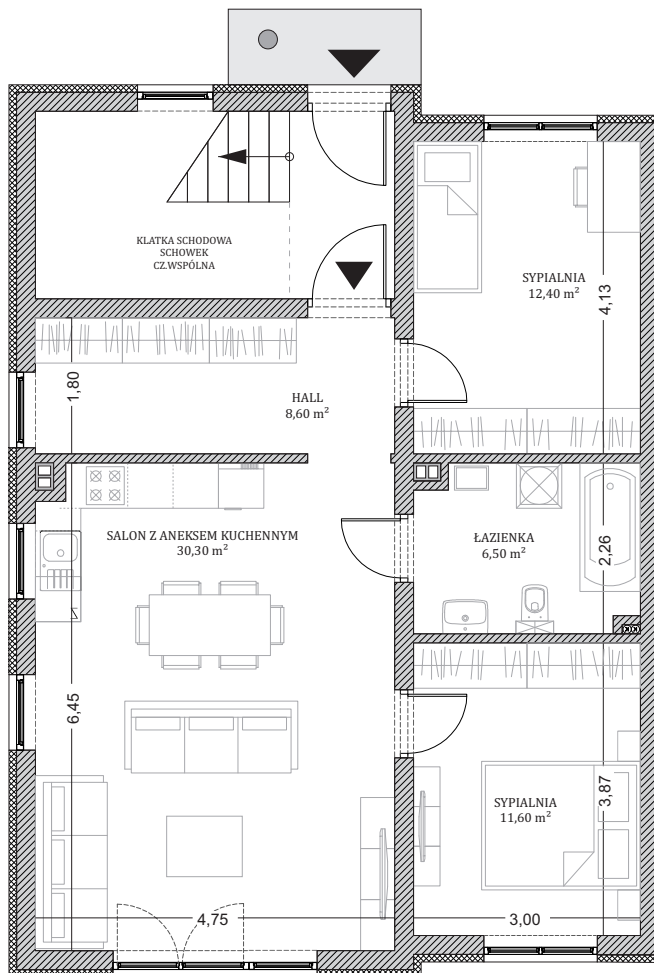 KLATKA SCHODOWA
SCHOWEK
CZ.WSPÓLNA
SYPIALNIA
12,40 m²
4,13
1,80
HALL
8,60 m²
SALON Z ANEKSEM KUCHENNYM
30,30 m²
ŁAZIENKA
6,50 m²
2,26
6,45
SYPIALNIA
11,60 m²
3,87
4,75
3,00